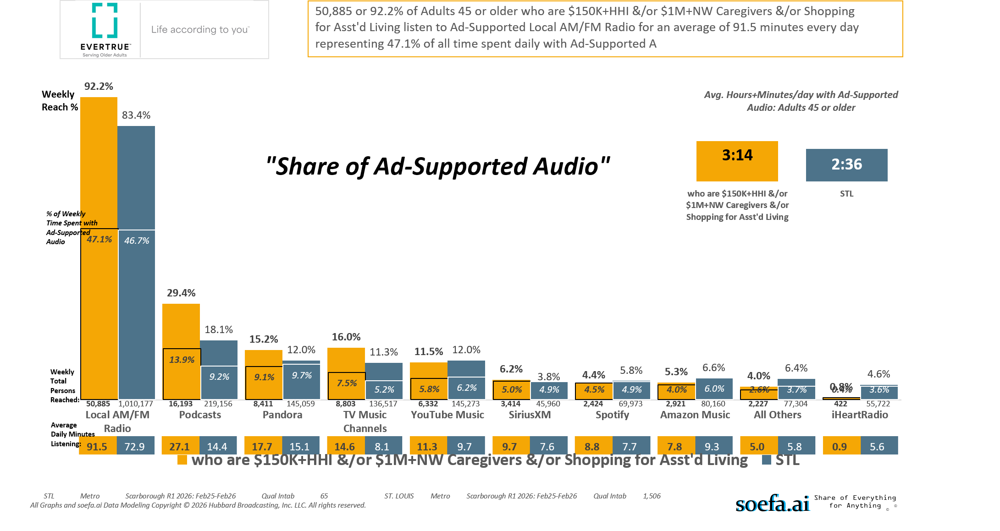 EVERTRUE™
Serving Older Adults
Life according to you™
50,885 or 92.2% of Adults 45 or older who are $150K+HHI &/or $1M+NW Caregivers &/or Shopping
for Asst'd Living listen to Ad-Supported Local AM/FM Radio for an average of 91.5 minutes every day
representing 47.1% of all time spent daily with Ad-Supported A
Weekly
Reach %
92.2%
83.4%
Avg. Hours+Minutes/day with Ad-Supported
Audio: Adults 45 or older
"Share of Ad-Supported Audio"
3:14
2:36
who are $150K+HHI &/or
$1M+NW Caregivers &/or
Shopping for Asst'd Living
STL
% of Weekly
Time Spent with
Ad-Supported
Audio
47.1%
46.7%
29.4%
18.1%
15.2%
12.0%
16.0%
11.3%
11.5%
12.0%
6.2%
3.8%
4.4%
5.8%
5.3%
6.6%
4.0%
6.4%
0.8%
4.6%
13.9%
9.2%
9.1%
9.7%
7.5%
5.2%
5.8%
6.2%
5.0%
4.9%
4.5%
4.9%
4.0%
6.0%
2.6%
3.7%
0.4%
3.6%
Weekly
Total
Persons
Reached:
50,885 1,010,177 16,193 219,156 8,411 145,059 8,803 136,517 6,332 145,273 3,414 45,960 2,424 69,973 2,921 80,160 2,227 77,304 422 55,722
Local AM/FM
Radio
Podcasts
Pandora
TV Music
Channels
YouTube Music
SiriusXM
Spotify
Amazon Music
All Others
iHeartRadio
Average
Daily Minutes
Listening:
91.5 72.9 27.1 14.4 17.7 15.1 14.6 8.1 11.3 9.7 9.7 7.6 8.8 7.7 7.8 9.3 5.0 5.8 0.9 5.6
who are $150K+HHI &/or $1M+NW Caregivers &/or Shopping for Asst'd Living STL
STL Metro Scarborough R1 2026: Feb25-Feb26 Qual Intab 65 ST. LOUIS Metro Scarborough R1 2026: Feb25-Feb26 Qual Intab 1,506
All Graphs and soefa.ai Data Modeling Copyright © 2026 Hubbard Broadcasting, Inc. LLC. All rights reserved.
soefa.ai
Share of Everything
for Anything © ©